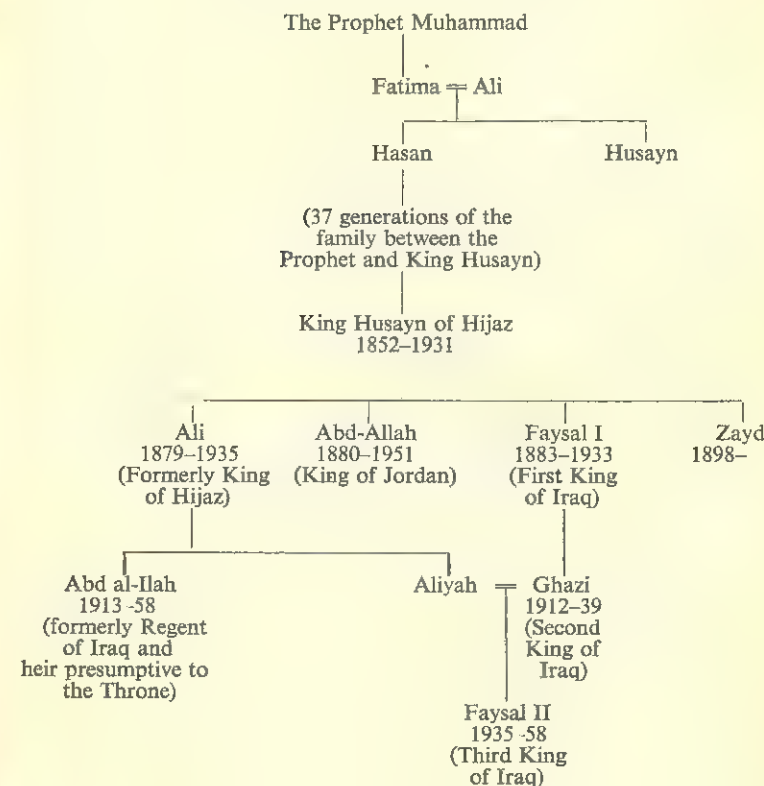 The Prophet Muhammad
Fatima = Ali
Hasan Husayn
(37 generations of the
family between the
Prophet and King Husayn)
King Husayn of Hijaz
1852–1931
Ali Abd-Allah Faysal I Zayd
1879–1935 1880–1951 1883–1933 1898–
(Formerly King (King of Jordan) (First King
of Hijaz) of Iraq)
Abd al-Ilah Aliyah = Ghazi
1913-58 1912–39
(formerly Regent (Second
of Iraq and King of
heir presumptive to Iraq)
the Throne)
Faysal II
1935-58
(Third King
of Iraq)